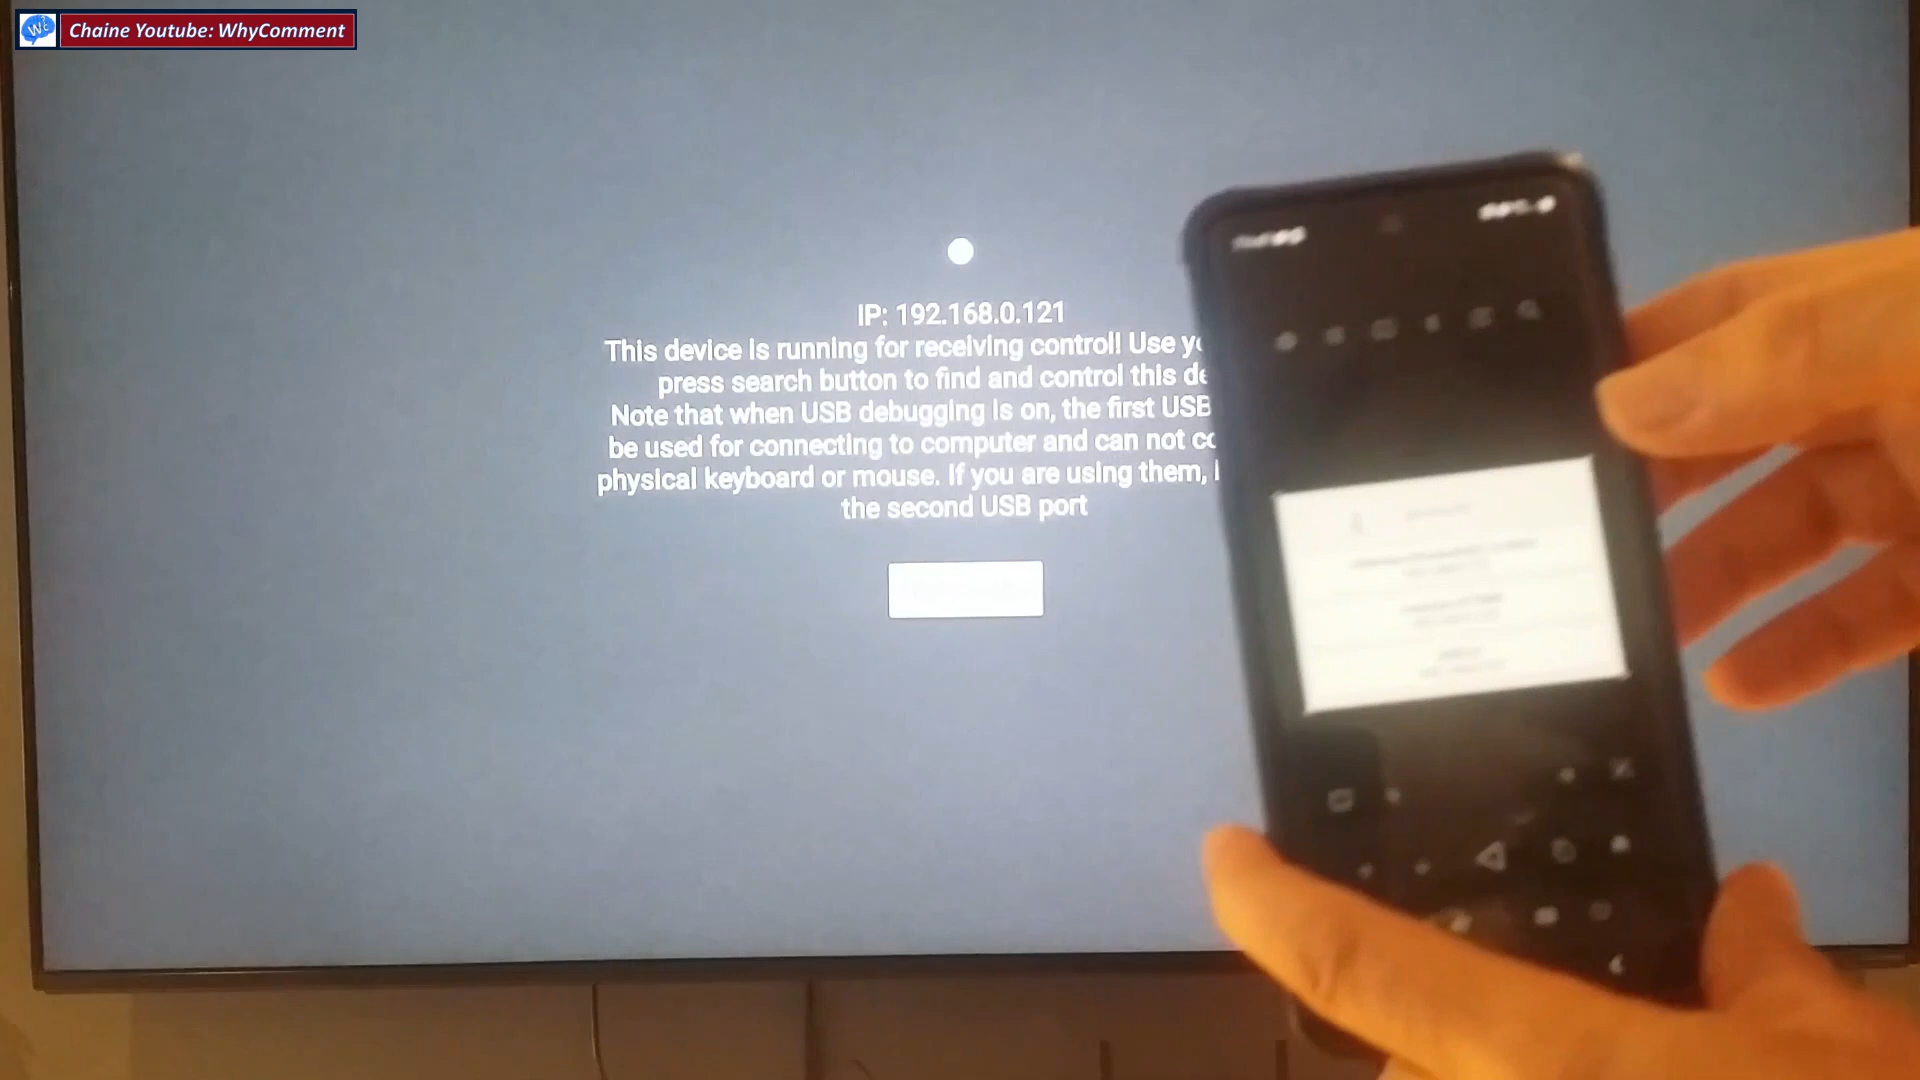 Wc Chaine Youtube: WhyComment
IP: 192.168.0.121
This device is running for receiving control! Use
press search button to find and control this
Note that when USB debugging is on, the first USB
be used for connecting to computer and can not
physical keyboard or mouse. If you are using them,
the second USB port